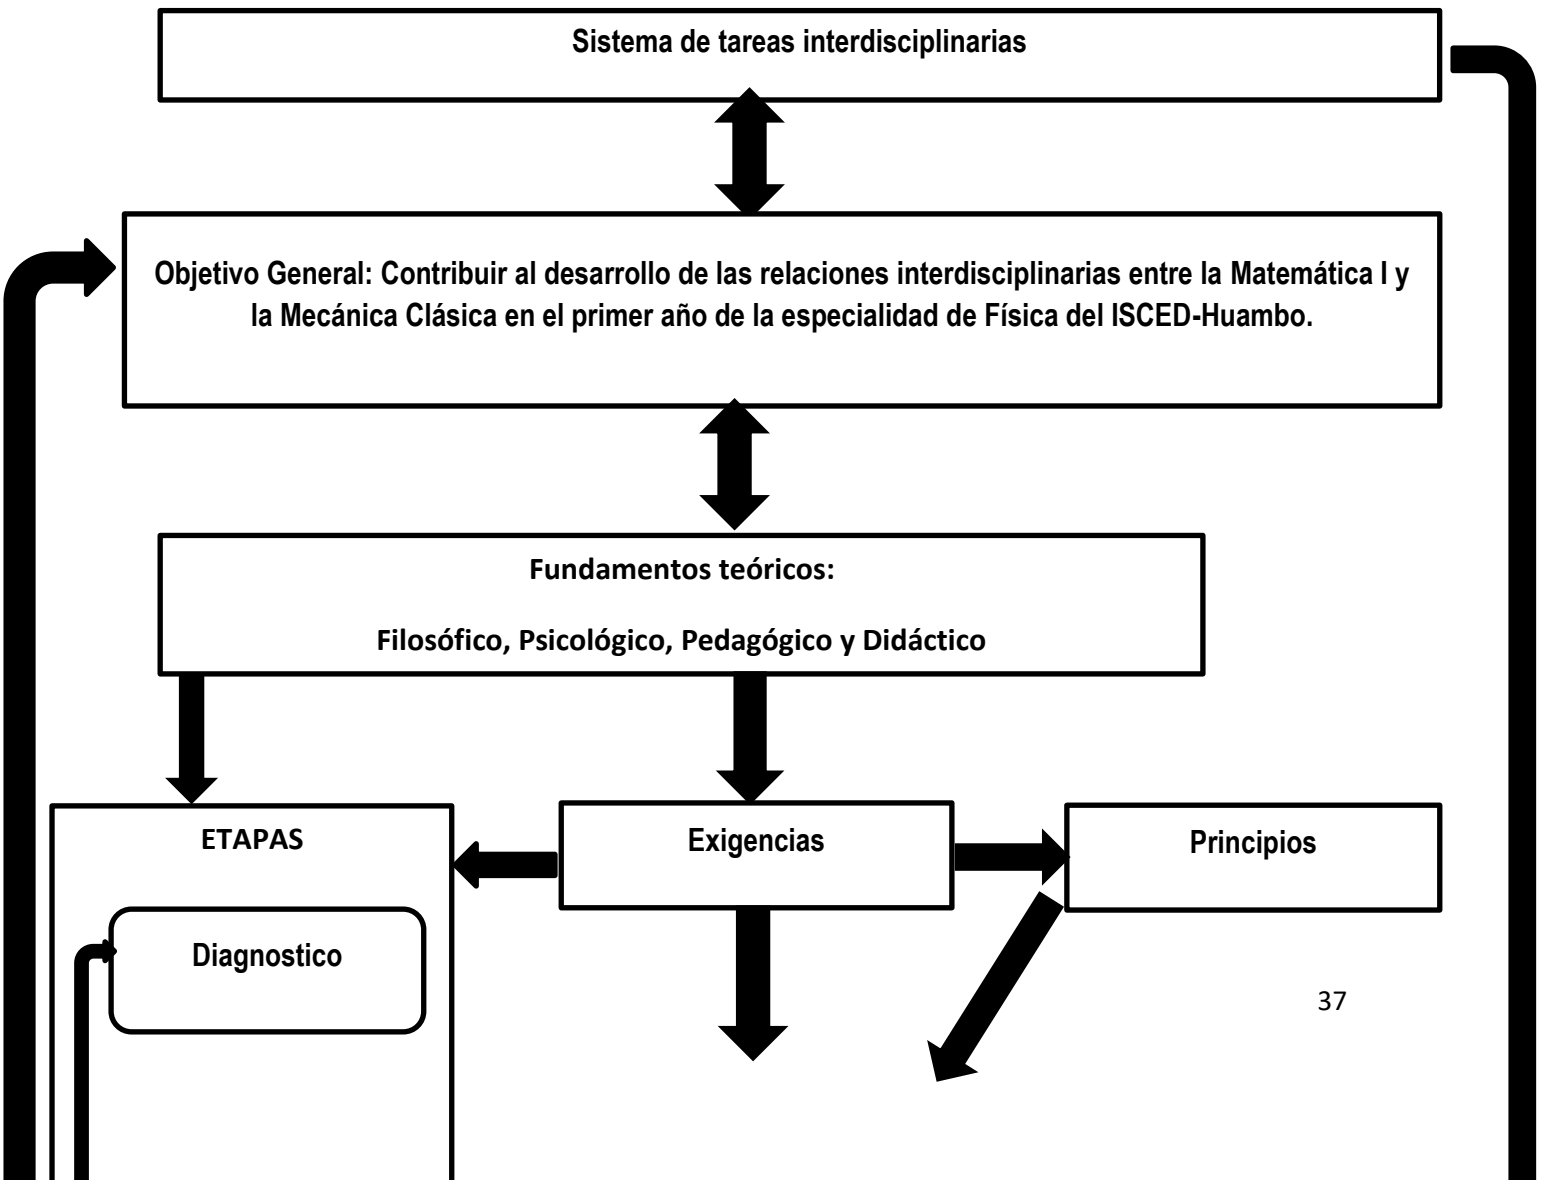 Sistema de tareas interdisciplinarias
Objetivo General: Contribuir al desarrollo de las relaciones interdisciplinarias entre la Matemática I y
la Mecánica Clásica en el primer año de la especialidad de Física del ISCED-Huambo.
Fundamentos teóricos:
Filosófico, Psicológico, Pedagógico y Didáctico
ETAPAS
Exigencias
Principios
Diagnostico
37